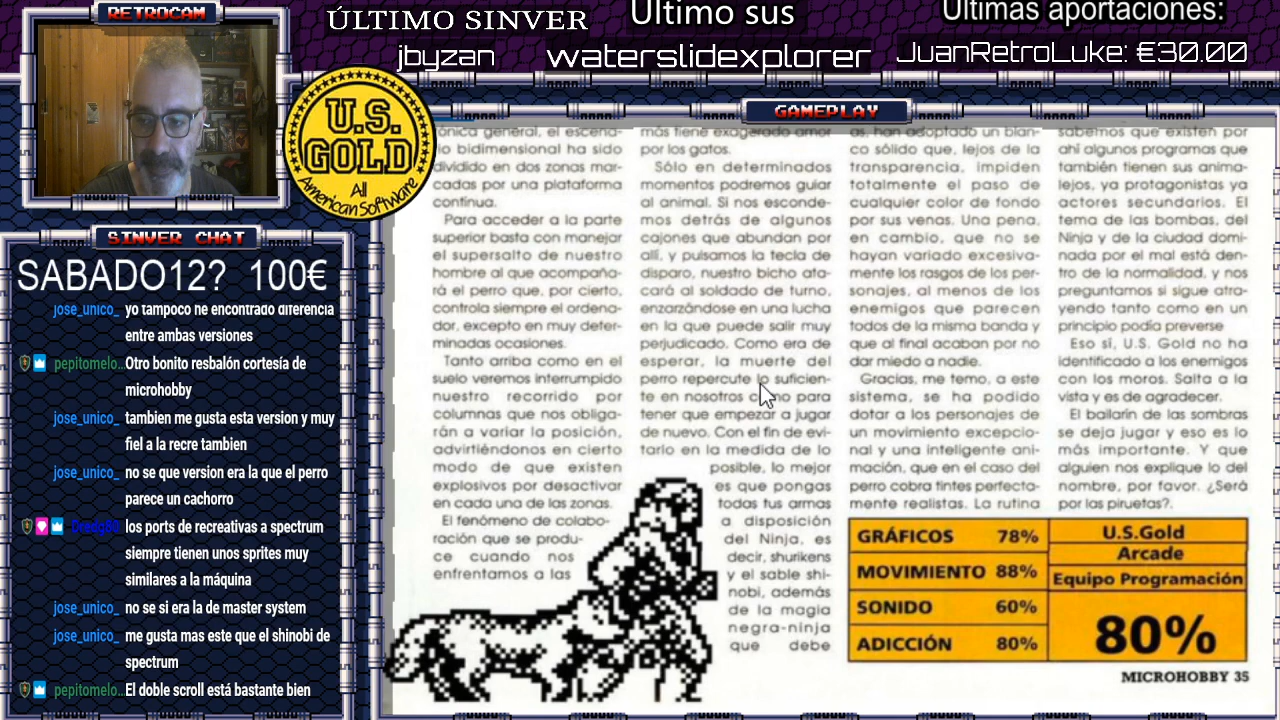 RETROCAM
ÚLTIMO SINVER
jbyzan
Último sus
waterslidexplorer
Últimas aportaciones:
JuanRetroLuke: €30.00
U.S.
GOLD
All
American Software
GAMEPLAY
SINVER CHAT
SABADO12? 100€
jose_unico_ yo tampoco he encontrado diferencia
entre ambas versiones
pepitomelo... Otro bonito resbalón cortesía de
microhobby
jose_unico_ tambien me gusta esta version y muy
fiel a la recre tambien
jose_unico_ no se que version era la que el perro
parece un cachorro
los ports de recreativas a spectrum
siempre tienen unos sprites muy
similares a la máquina
jose_unico_ no se si era la de master system
jose_unico_ me gusta mas este que el shinobi de
spectrum
pepitomelo... El doble scroll está bastante bien
tónica general, el escena-
rio bidimensional ha sido
dividido en dos zonas mar-
cadas por una plataforma
continua.
Para acceder a la parte
superior basta con manejar
el supersalto de nuestro
hombre al que acompaña-
rá el perro que, por cierto,
controla siempre el ordena-
dor, excepto en muy deter-
minadas ocasiones.
Tanto arriba como en el
suelo veremos interrumpido
nuestro recorrido por
columnas que nos obliga-
rán a variar la posición,
advirtiéndonos en cierto
modo de que existen
explosivos por desactivar
en cada una de las zonas.
El fenómeno de colabo-
ración que se produ-
ce cuando nos
enfrentamos a las
más tiene exagerado amor
por los gatos.
Sólo en determinados
momentos podremos guiar
al animal. Si nos esconde-
mos detrás de algunos
cajones que abundan por
allí, y pulsamos la tecla de
disparo, nuestro bicho ata-
cará al soldado de turno,
enzarzándose en una lucha
en la que puede salir muy
perjudicado. Como era de
esperar, la muerte del
perro repercute lo suficien-
te en nosotros como para
tener que empezar a jugar
de nuevo. Con el fin de evi-
tarlo en la medida de lo
posible, lo mejor
es que pongas
todas tus armas
a disposición
del Ninja, es
decir, shurikens
y el sable shi-
nobi, además
de la magia
negra-ninja
que debe
as, han adoptado un blan-
co sólido que, lejos de la
transparencia, impiden
totalmente el paso de
cualquier color de fondo
por sus venas. Una pena,
en cambio, que no se
hayan variado excesiva-
mente los rasgos de los per-
sonajes, al menos de los
enemigos que parecen
todos de la misma banda y
que al final acaban por no
dar miedo a nadie.
Gracias, me temo, a este
sistema, se ha podido
dotar a los personajes de
un movimiento excepcio-
nal y una inteligente ani-
mación, que en el caso del
perro cobra tintes perfecta-
mente realistas. La rutina
sabemos que existen por
ahí algunos programas que
también tienen sus anima-
lejos, ya protagonistas ya
actores secundarios. El
tema de las bombas, del
Ninja y de la ciudad domi-
nada por el mal está den-
tro de la normalidad, y nos
preguntamos si sigue atra-
yendo tanto como en un
principio podía preverse
Eso sí, U.S. Gold no ha
identificado a los enemigos
con los moros. Salta a la
vista y es de agradecer.
El bailarín de las sombras
se deja jugar y eso es lo
más importante. Y que
alguien nos explique lo del
nombre, por favor. ¿Será
por las piruetas?.
GRÁFICOS 78%
MOVIMIENTO 88%
SONIDO 60%
ADICCIÓN 80%
U.S.Gold
Arcade
Equipo Programación
80%
MICROHOBBY 35